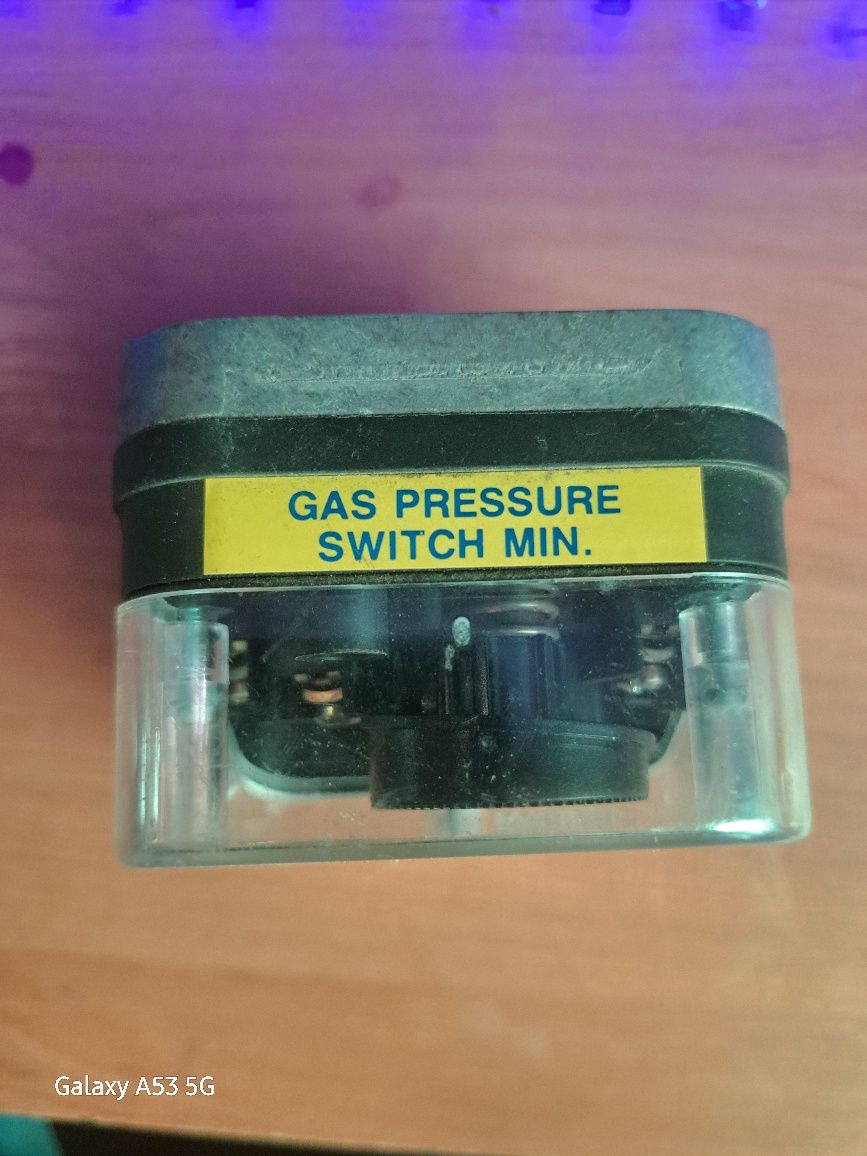 GAS PRESSURE
SWITCH MIN.
Galaxy A53 5G